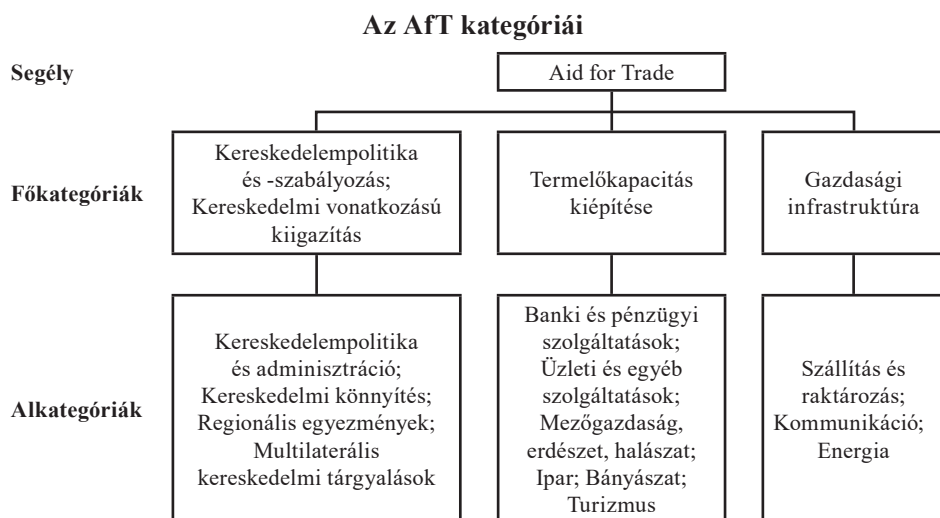 Az AfT kategóriái
Segély
Aid for Trade
Főkategóriák
Kereskedelempolitika
és -szabályozás;
Kereskedelmi vonatkozású
kiigazítás
Termelőkapacitás
kiépítése
Gazdasági
infrastruktúra
Alkategóriák
Kereskedelempolitika
és adminisztráció;
Kereskedelmi könnyítés;
Regionális egyezmények;
Multilaterális
kereskedelmi tárgyalások
Banki és pénzügyi
szolgáltatások;
Üzleti és egyéb
szolgáltatások;
Mezőgazdaság,
erdészet, halászat;
Ipar; Bányászat;
Turizmus
Szállítás és
raktározás;
Kommunikáció;
Energia